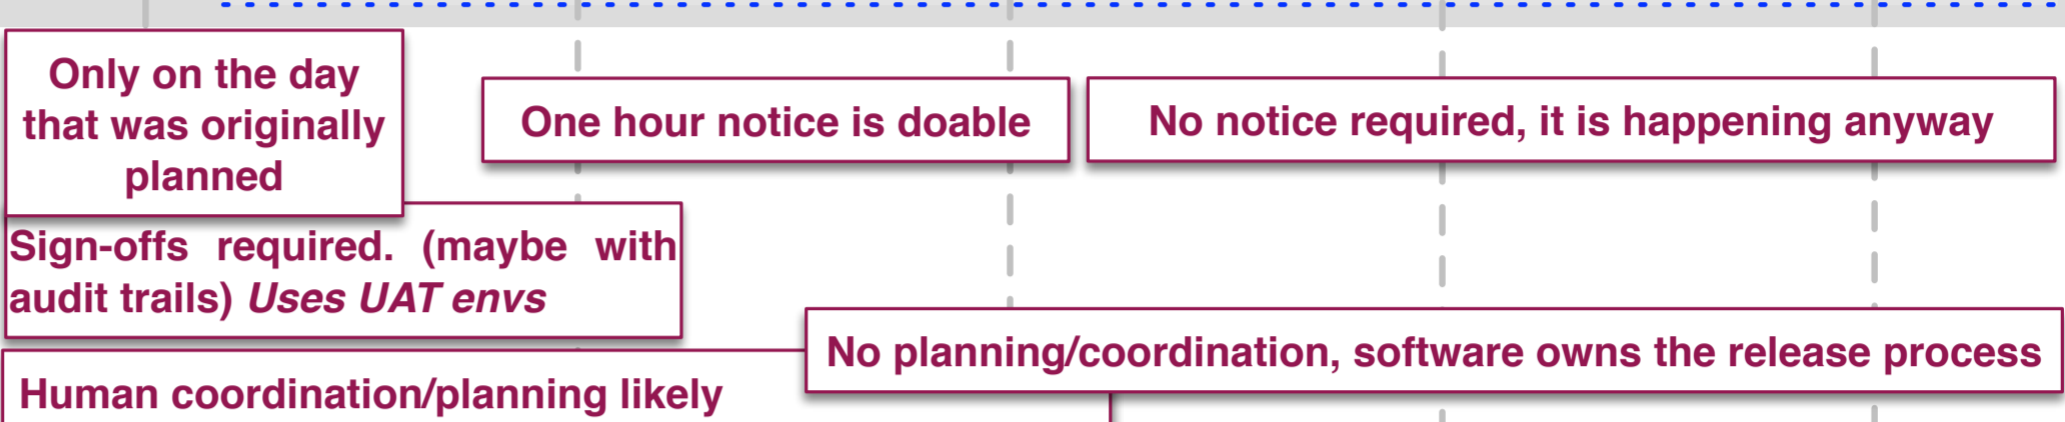 Only on the day
that was originally
planned
One hour notice is doable
No notice required, it is happening anyway
Sign-offs required. (maybe with
audit trails) Uses UAT envs
No planning/coordination, software owns the release process
Human coordination/planning likely